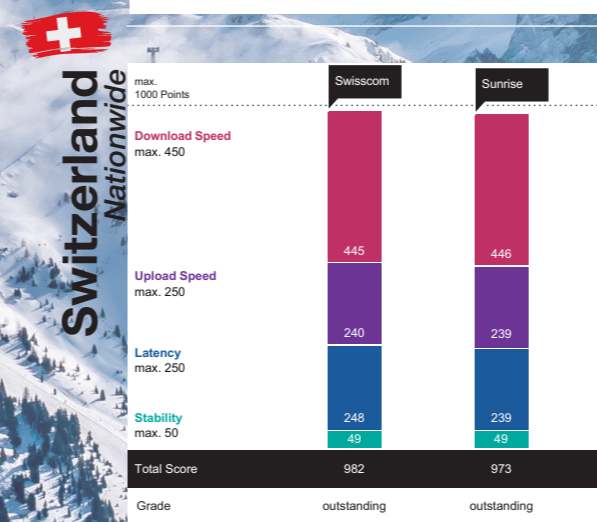 Switzerland
Nationwide
max.
1000 Points
Swisscom
Sunrise
Download Speed
max. 450
445
446
Upload Speed
max. 250
240
239
Latency
max. 250
248
239
Stability
max. 50
49
49
Total Score 982 973
Grade outstanding outstanding